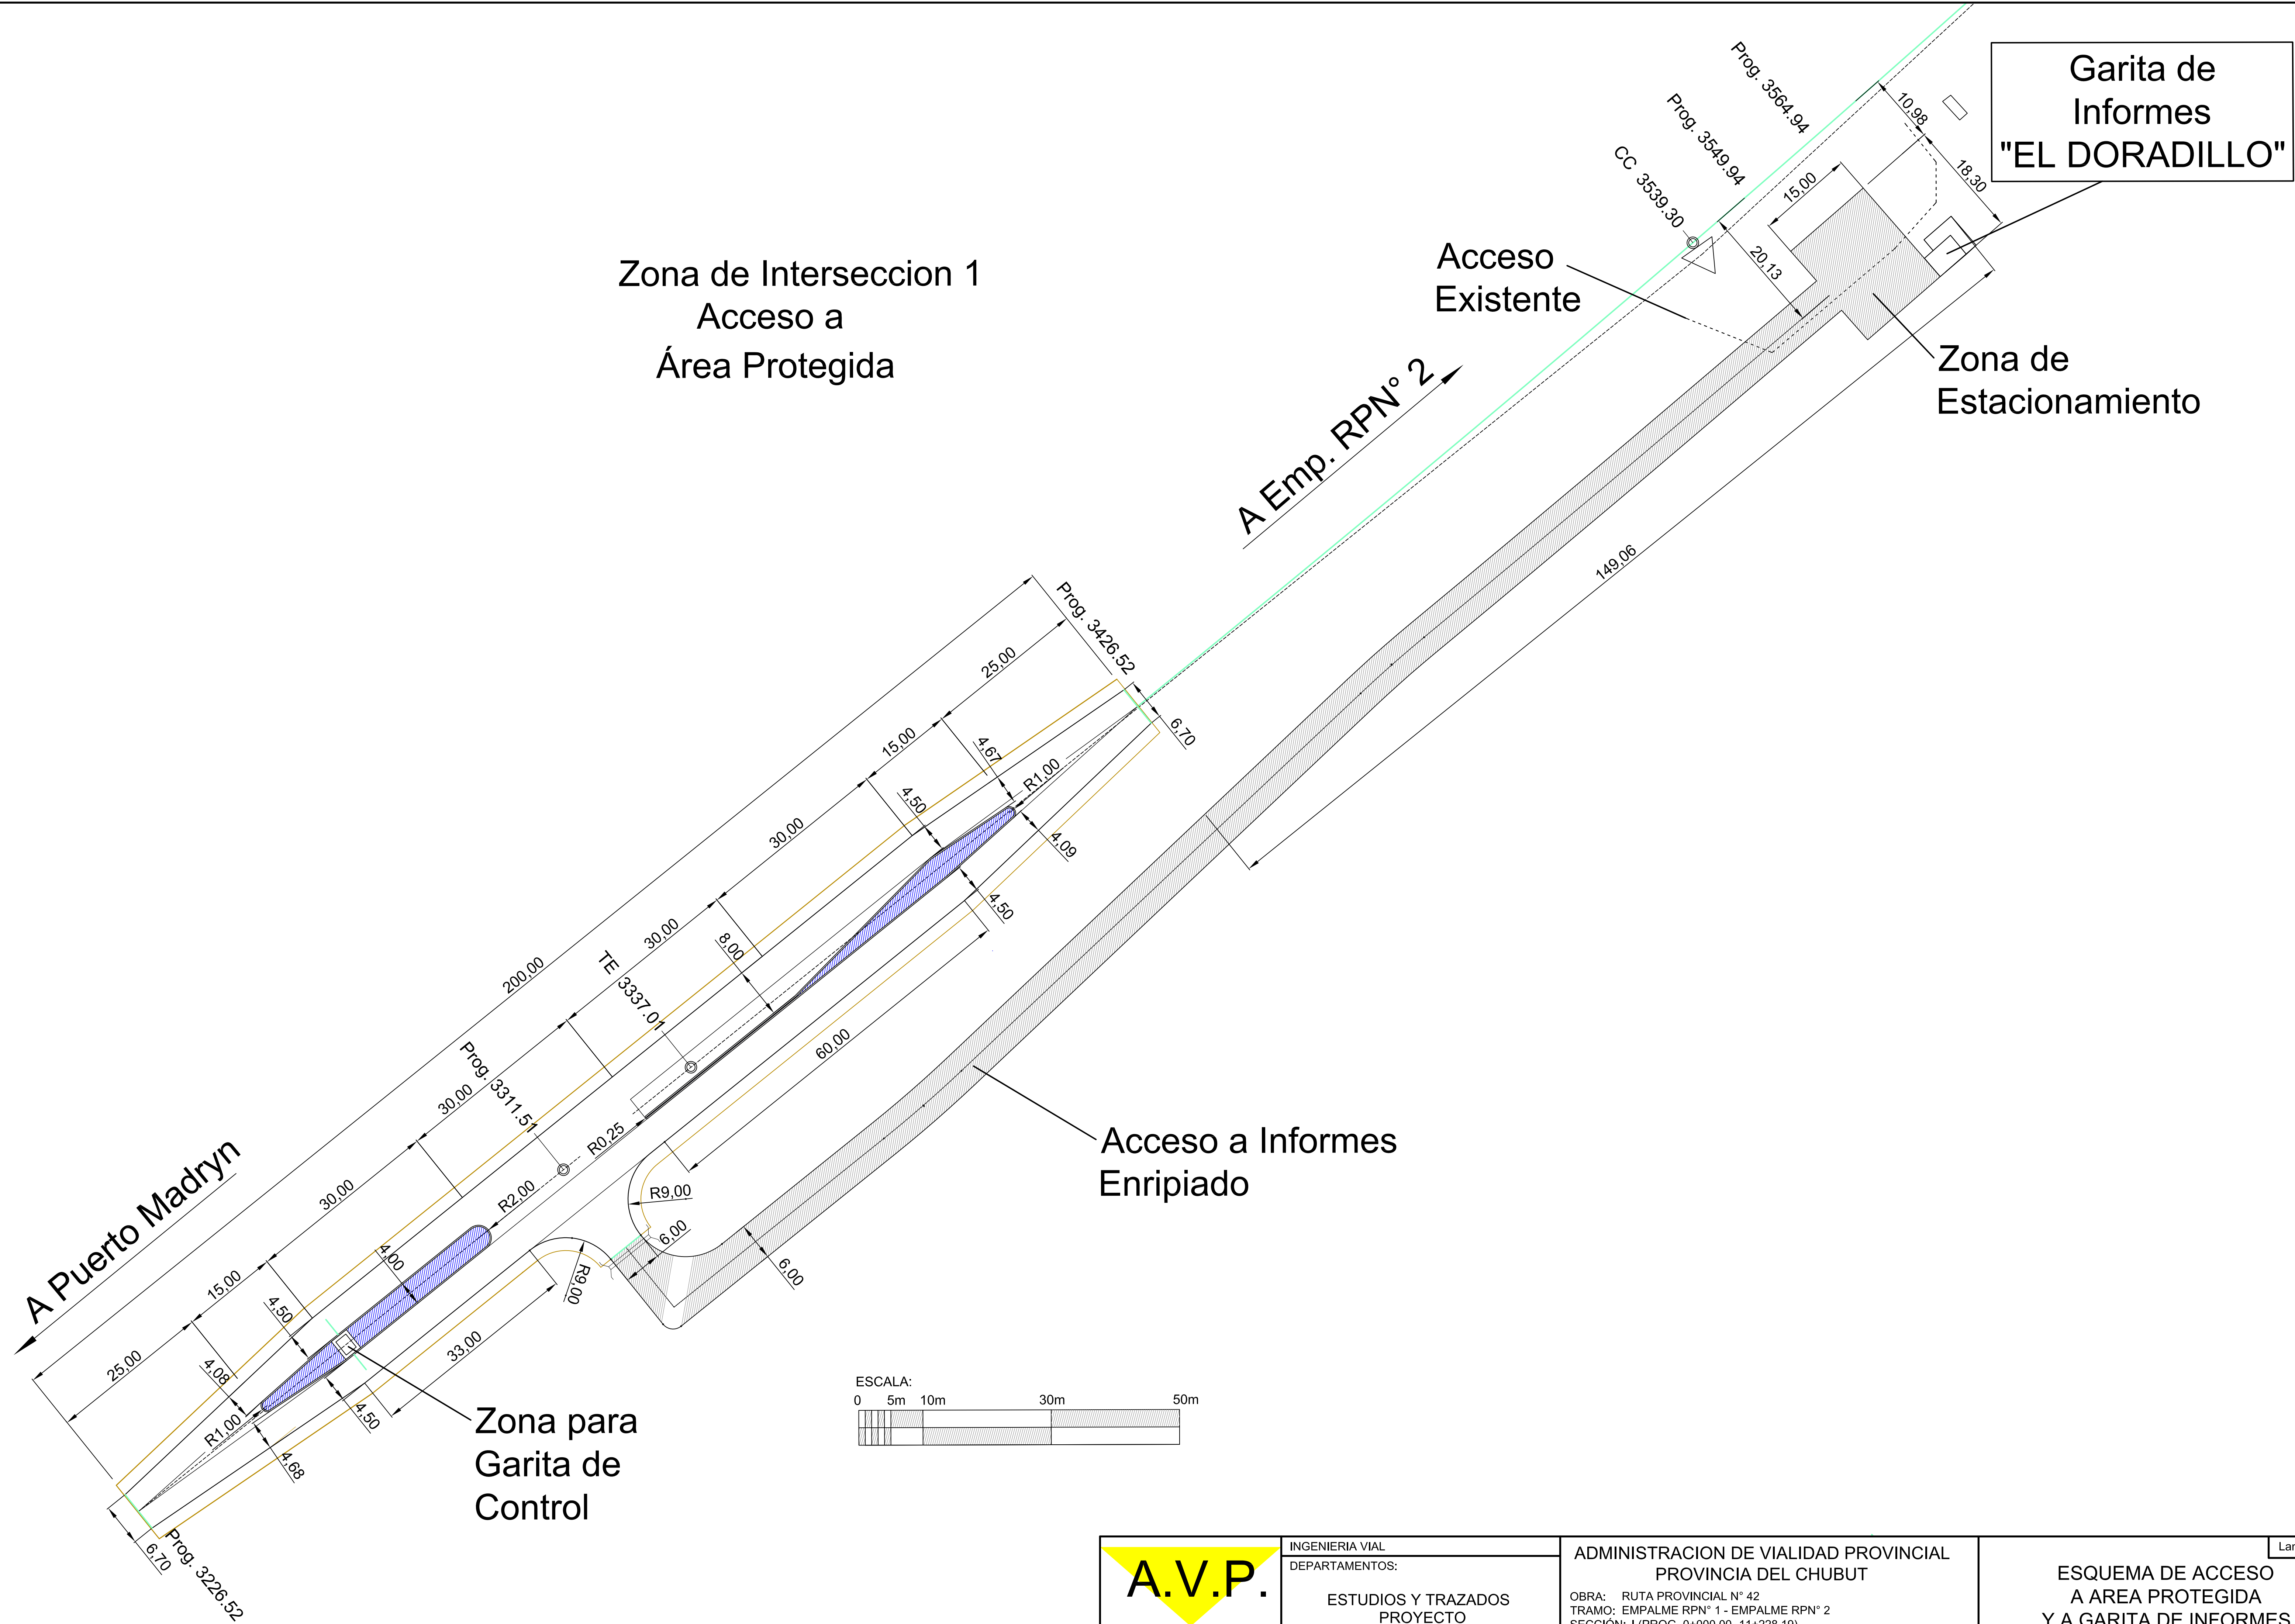 Garita de
Informes
"EL DORADILLO"
Prog. 3564.94
Prog. 3549.94
CC 3539.30
10,98
18,30
15,00
20,13
Zona de Interseccion 1
Acceso a
Área Protegida
Acceso
Existente
Zona de
Estacionamiento
A Emp. RPN° 2
149,06
Prog. 3426.52
25,00
6,70
15,00
4,67
R1,00
4,50
4,09
30,00
4,50
30,00
8,00
200,00
TE 3337.01
60,00
Prog. 3311.51
30,00
R0,25
Acceso a Informes
Enripiado
R9,00
R2,00
6,00
6,00
30,00
A Puerto Madryn
4,00
R9,00
15,00
4,50
33,00
25,00
4,08
4,50
R1,00
4,68
Zona para
Garita de
Control
6,70
Prog. 3226.52
ESCALA:
0 5m 10m 30m 50m
A.V.P.
INGENIERIA VIAL
DEPARTAMENTOS:
ESTUDIOS Y TRAZADOS
PROYECTO
ADMINISTRACION DE VIALIDAD PROVINCIAL
PROVINCIA DEL CHUBUT
OBRA: RUTA PROVINCIAL N° 42
TRAMO: EMPALME RPN° 1 - EMPALME RPN° 2
ESQUEMA DE ACCESO
A AREA PROTEGIDA
Y A GARITA DE INFORMES